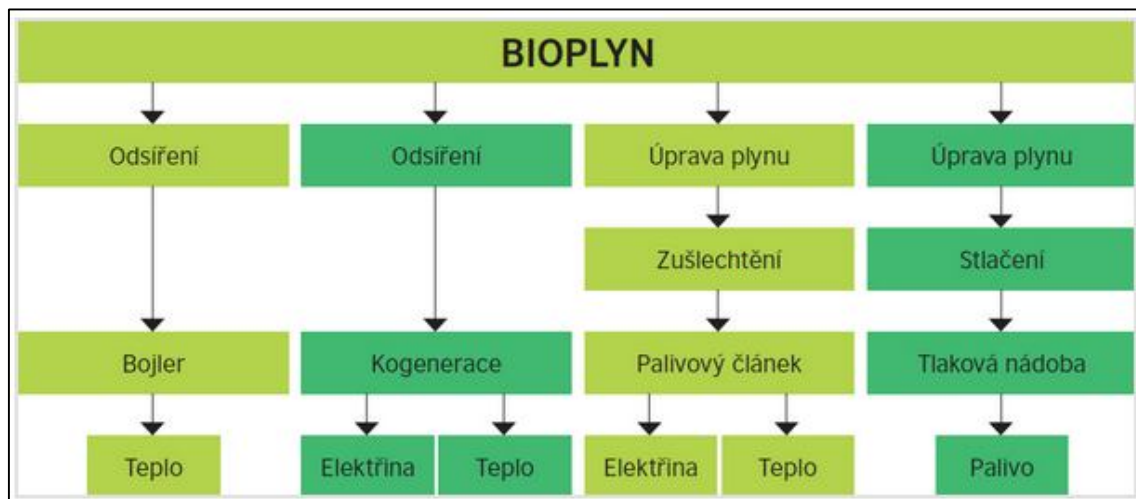 BIOPLYN
Odsíření
Odsíření
Úprava plynu
Úprava plynu
Zušlechtění
Stlačení
Bojler
Kogenerace
Palivový článek
Tlaková nádoba
Teplo
Elektřina
Teplo
Elektřina
Teplo
Palivo